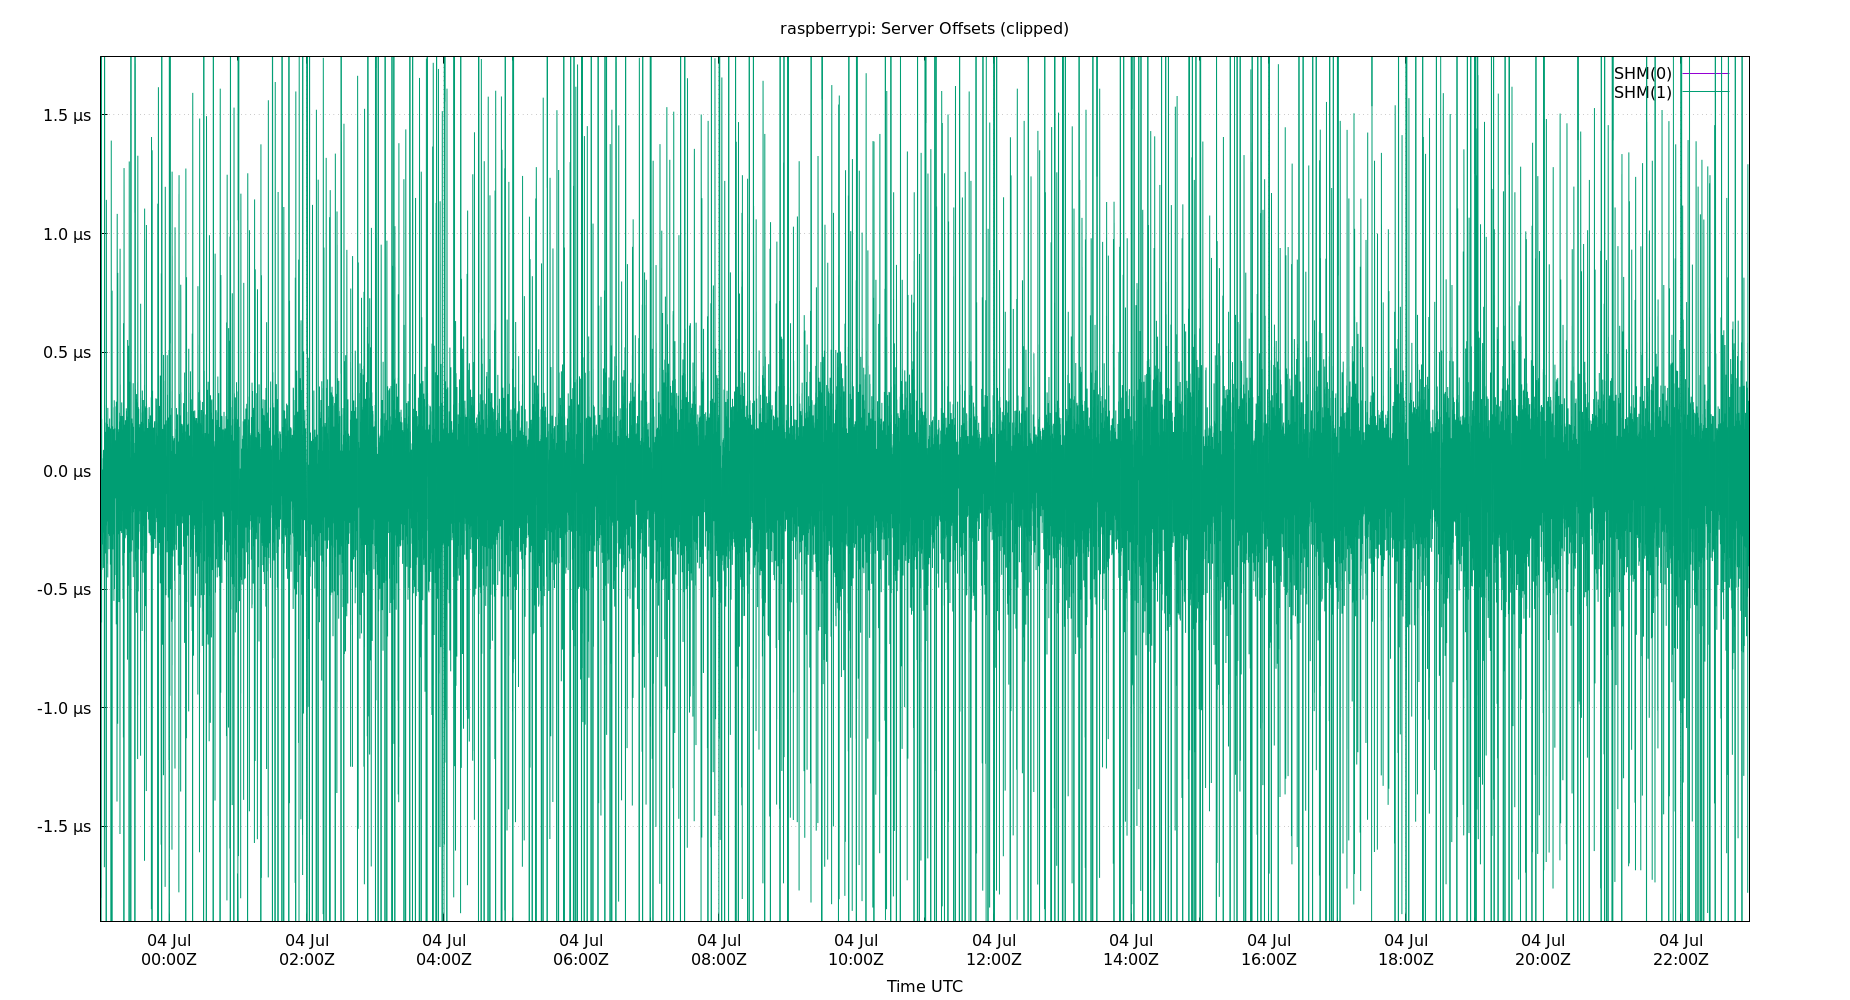 raspberrypi: Server Offsets (clipped)
SHM(0)
SHM(1)
1.5 µs
1.0 µs
0.5 µs
0.0 µs
-0.5 µs
-1.0 µs
-1.5 µs
04 Jul 04 Jul 04 Jul 04 Jul 04 Jul 04 Jul 04 Jul 04 Jul 04 Jul 04 Jul 04 Jul 04 Jul
00:00Z 02:00Z 04:00Z 06:00Z 08:00Z 10:00Z 12:00Z 14:00Z 16:00Z 18:00Z 20:00Z 22:00Z
Time UTC